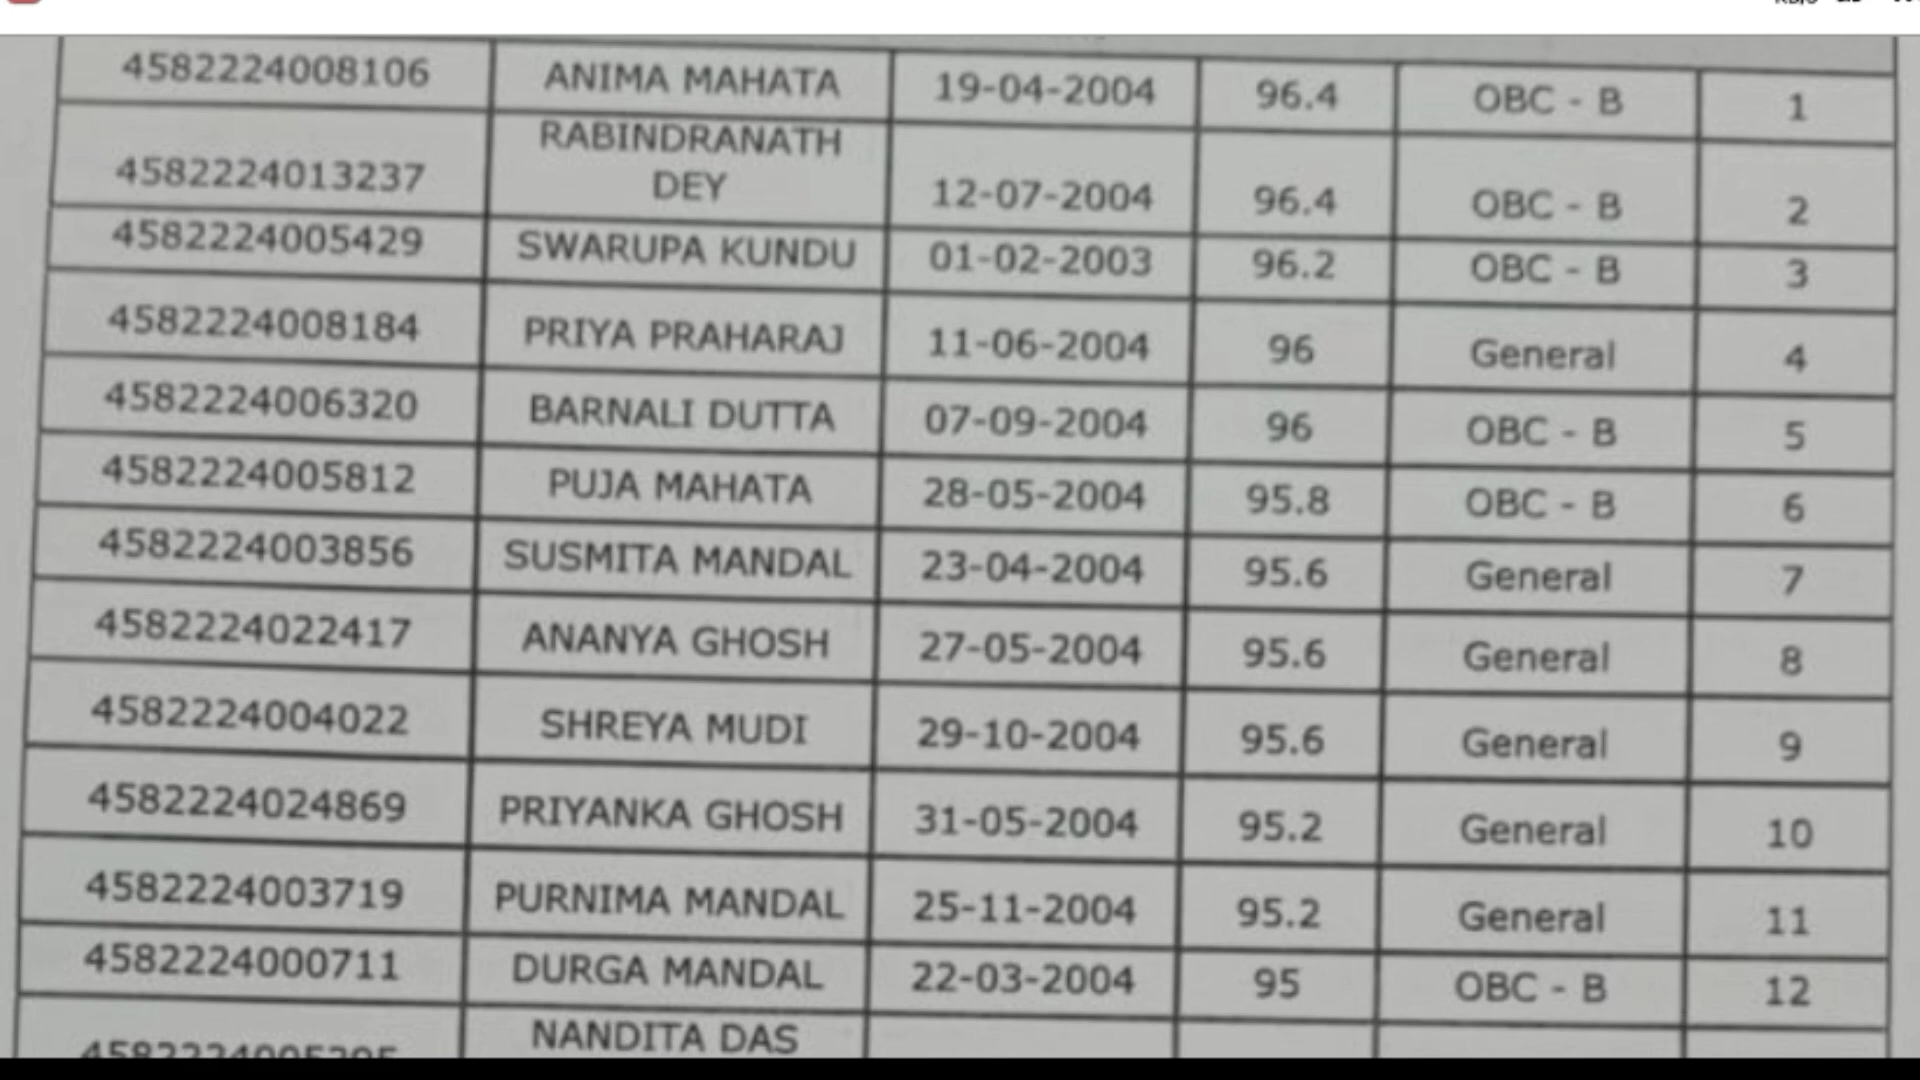 4582224008106 ANIMA MAHATA 19-04-2004 96.4 OBC - B 1
RABINDRANATH
4582224013237 DEY 12-07-2004 96.4 OBC - B 2
4582224005429 SWARUPA KUNDU 01-02-2003 96.2 OBC - B 3
4582224008184 PRIYA PRAHARAJ 11-06-2004 96 General 4
4582224006320 BARNALI DUTTA 07-09-2004 96 OBC - B 5
4582224005812 PUJA MAHATA 28-05-2004 95.8 OBC - B 6
4582224003856 SUSMITA MANDAL 23-04-2004 95.6 General 7
4582224022417 ANANYA GHOSH 27-05-2004 95.6 General 8
4582224004022 SHREYA MUDI 29-10-2004 95.6 General 9
4582224024869 PRIYANKA GHOSH 31-05-2004 95.2 General 10
4582224003719 PURNIMA MANDAL 25-11-2004 95.2 General 11
4582224000711 DURGA MANDAL 22-03-2004 95 OBC - B 12
NANDITA DAS